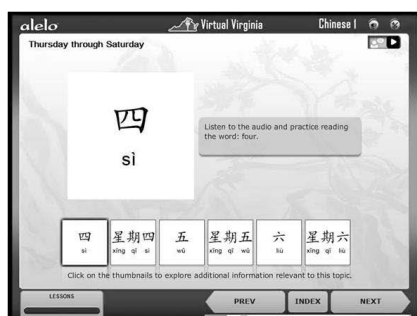 alelo
Virtual Virginia
Chinese 1
Thursday through Saturday
四
sì
Listen to the audio and practice reading
the word: four.
四 星期四 五 星期五 六 星期六
sì xīng qī sì wǔ xīng qī wǔ liù xīng qī liù
Click on the thumbnails to explore additional information relevant to this topic.
LESSONS
PREV
INDEX
NEXT